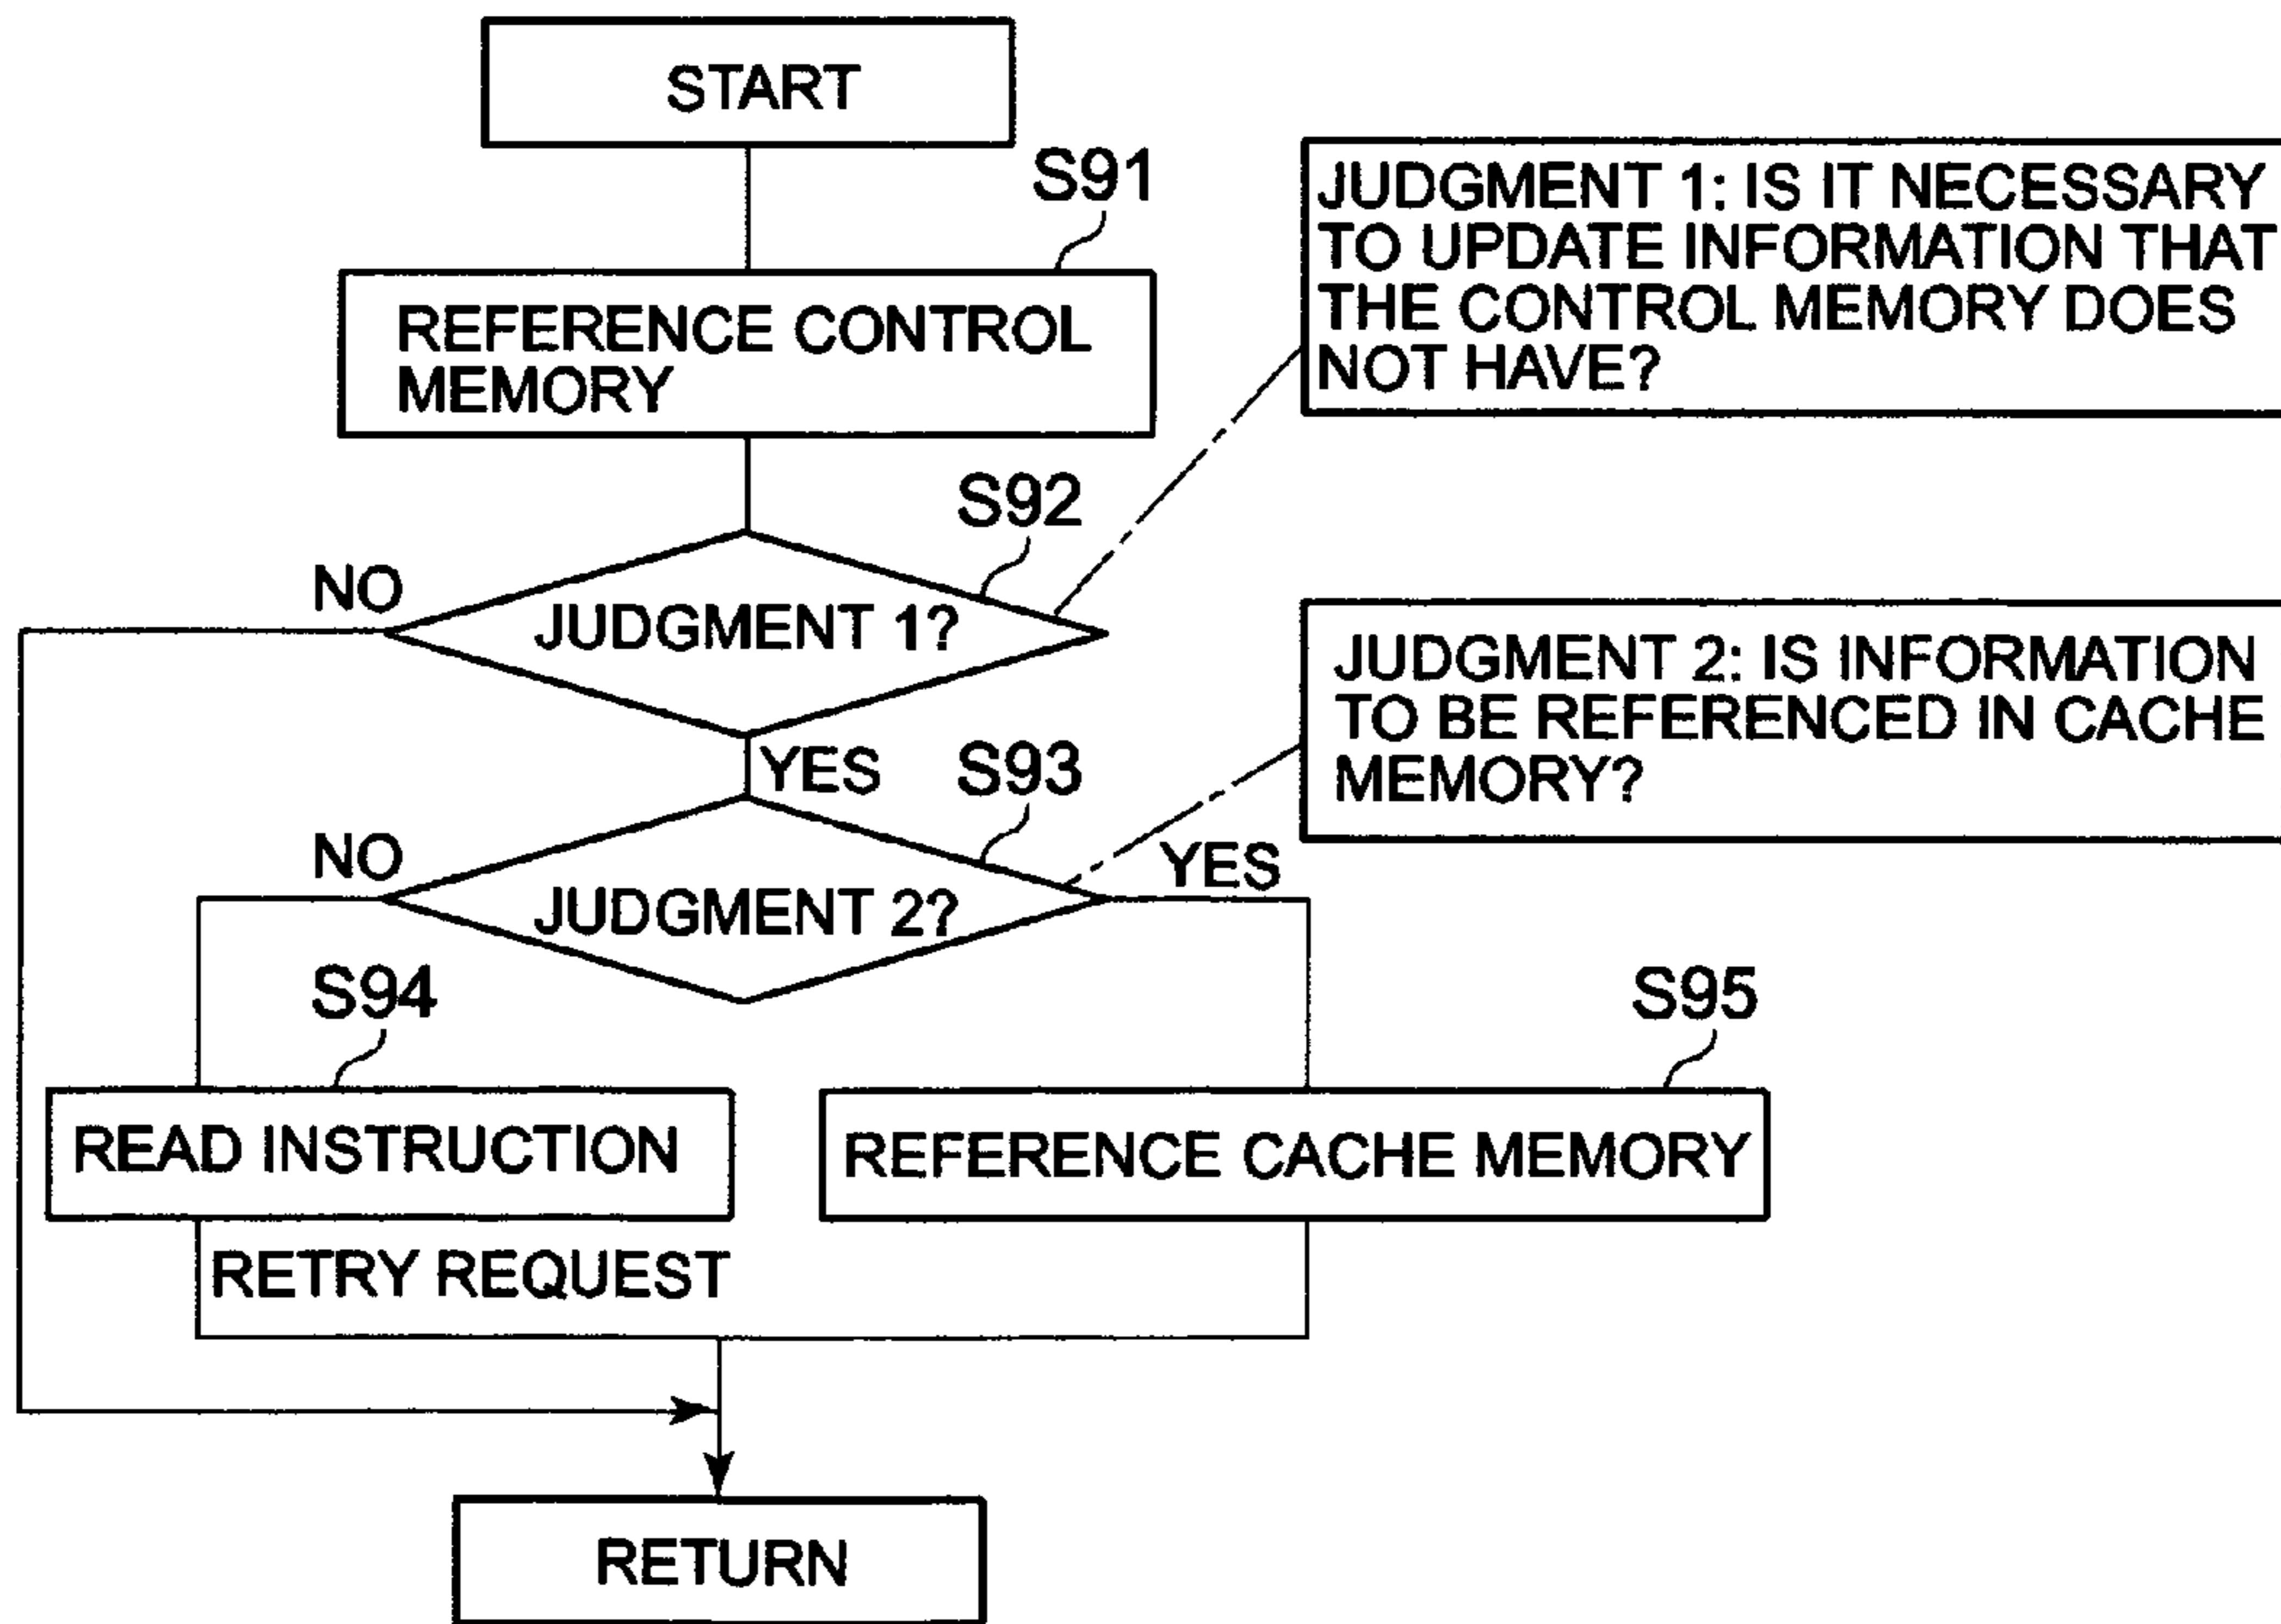 START
S91
REFERENCE CONTROL
MEMORY
JUDGMENT 1: IS IT NECESSARY
TO UPDATE INFORMATION THAT
THE CONTROL MEMORY DOES
NOT HAVE?
S92
NO
JUDGMENT 1?
YES
S93
JUDGMENT 2: IS INFORMATION
TO BE REFERENCED IN CACHE
MEMORY?
NO
JUDGMENT 2?
YES
S94
READ INSTRUCTION
S95
REFERENCE CACHE MEMORY
RETRY REQUEST
RETURN